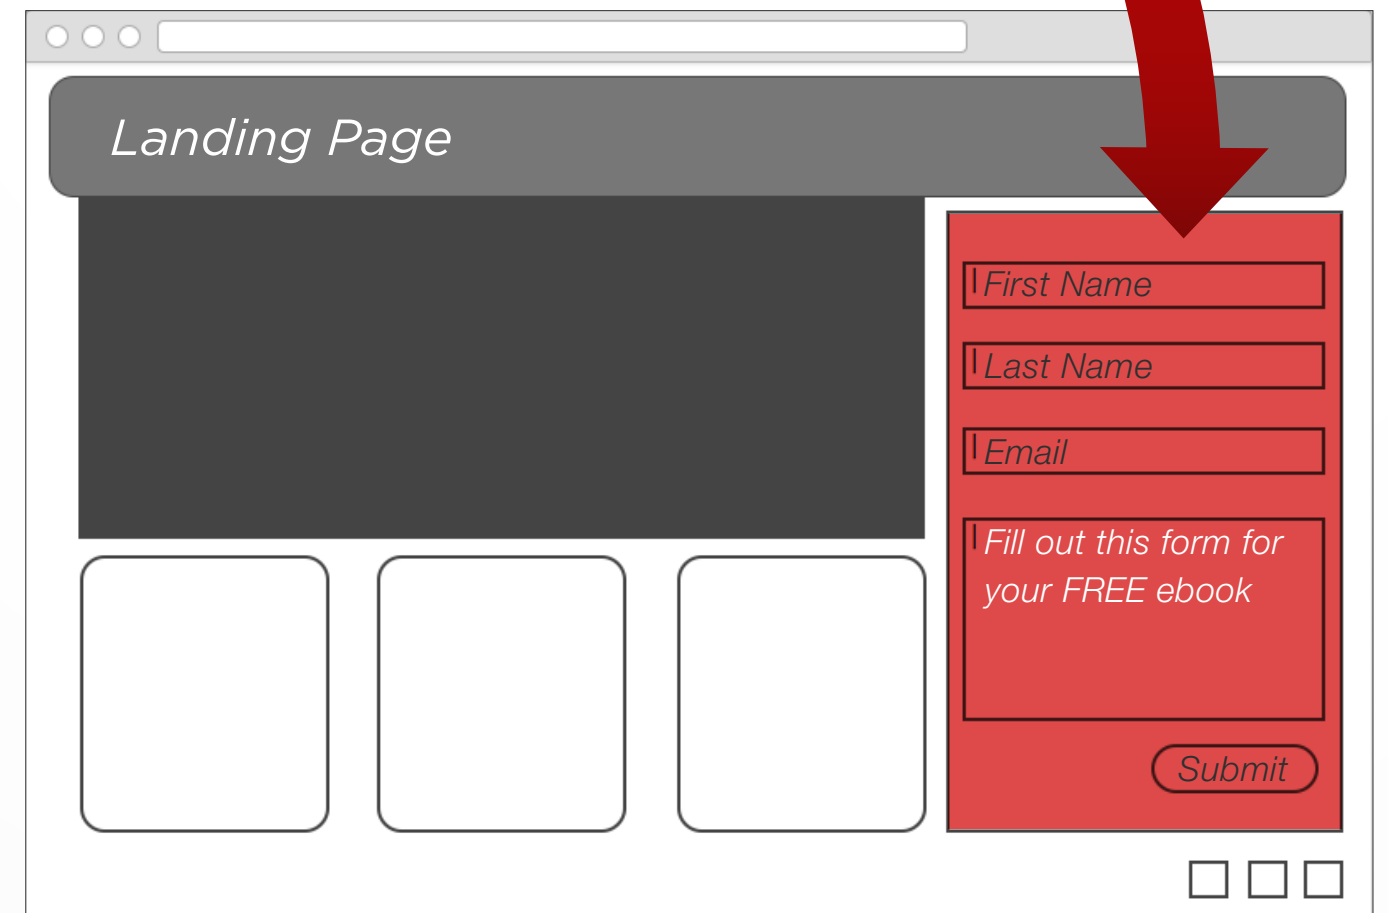 Landing Page
First Name
Last Name
Email
Fill out this form for
your FREE ebook
Submit